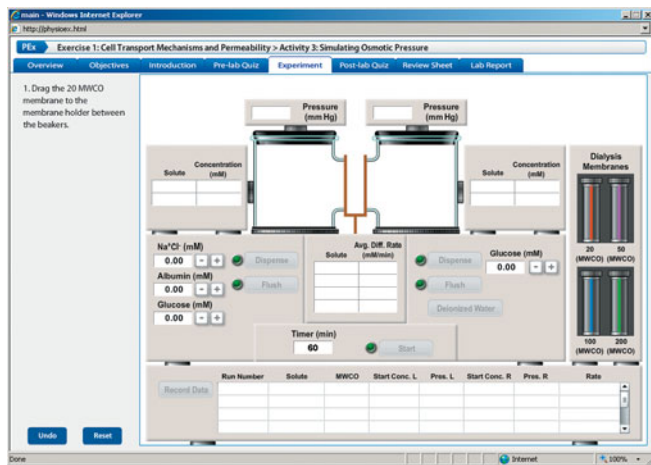 main - Windows Internet Explorer
http://physioex.html
PEx Exercise 1: Cell Transport Mechanisms and Permeability > Activity 3: Simulating Osmotic Pressure
Overview Objectives Introduction Pre-lab Quiz Experiment Post-lab Quiz Review Sheet Lab Report
1. Drag the 20 MWCO
membrane to the
membrane holder between
the beakers.
Pressure
(mm Hg)
Pressure
(mm Hg)
Solute Concentration
(mM)
Solute Concentration
(mM)
Dialysis
Membranes
20
(MWCO)
50
(MWCO)
100
(MWCO)
200
(MWCO)
Na⁺Cl⁻ (mM)
0.00 - +
Albumin (mM)
0.00 - +
Glucose (mM)
0.00 - +
Dispense
Flush
Solute Avg. Diff. Rate
(mM/min)
Dispense
Flush
Deionized Water
Glucose (mM)
0.00 - +
Timer (min)
60
Start
Record Data
Run Number Solute MWCO Start Conc. L Pres. L Start Conc. R Pres. R Rate
Undo Reset
Done Internet 100%